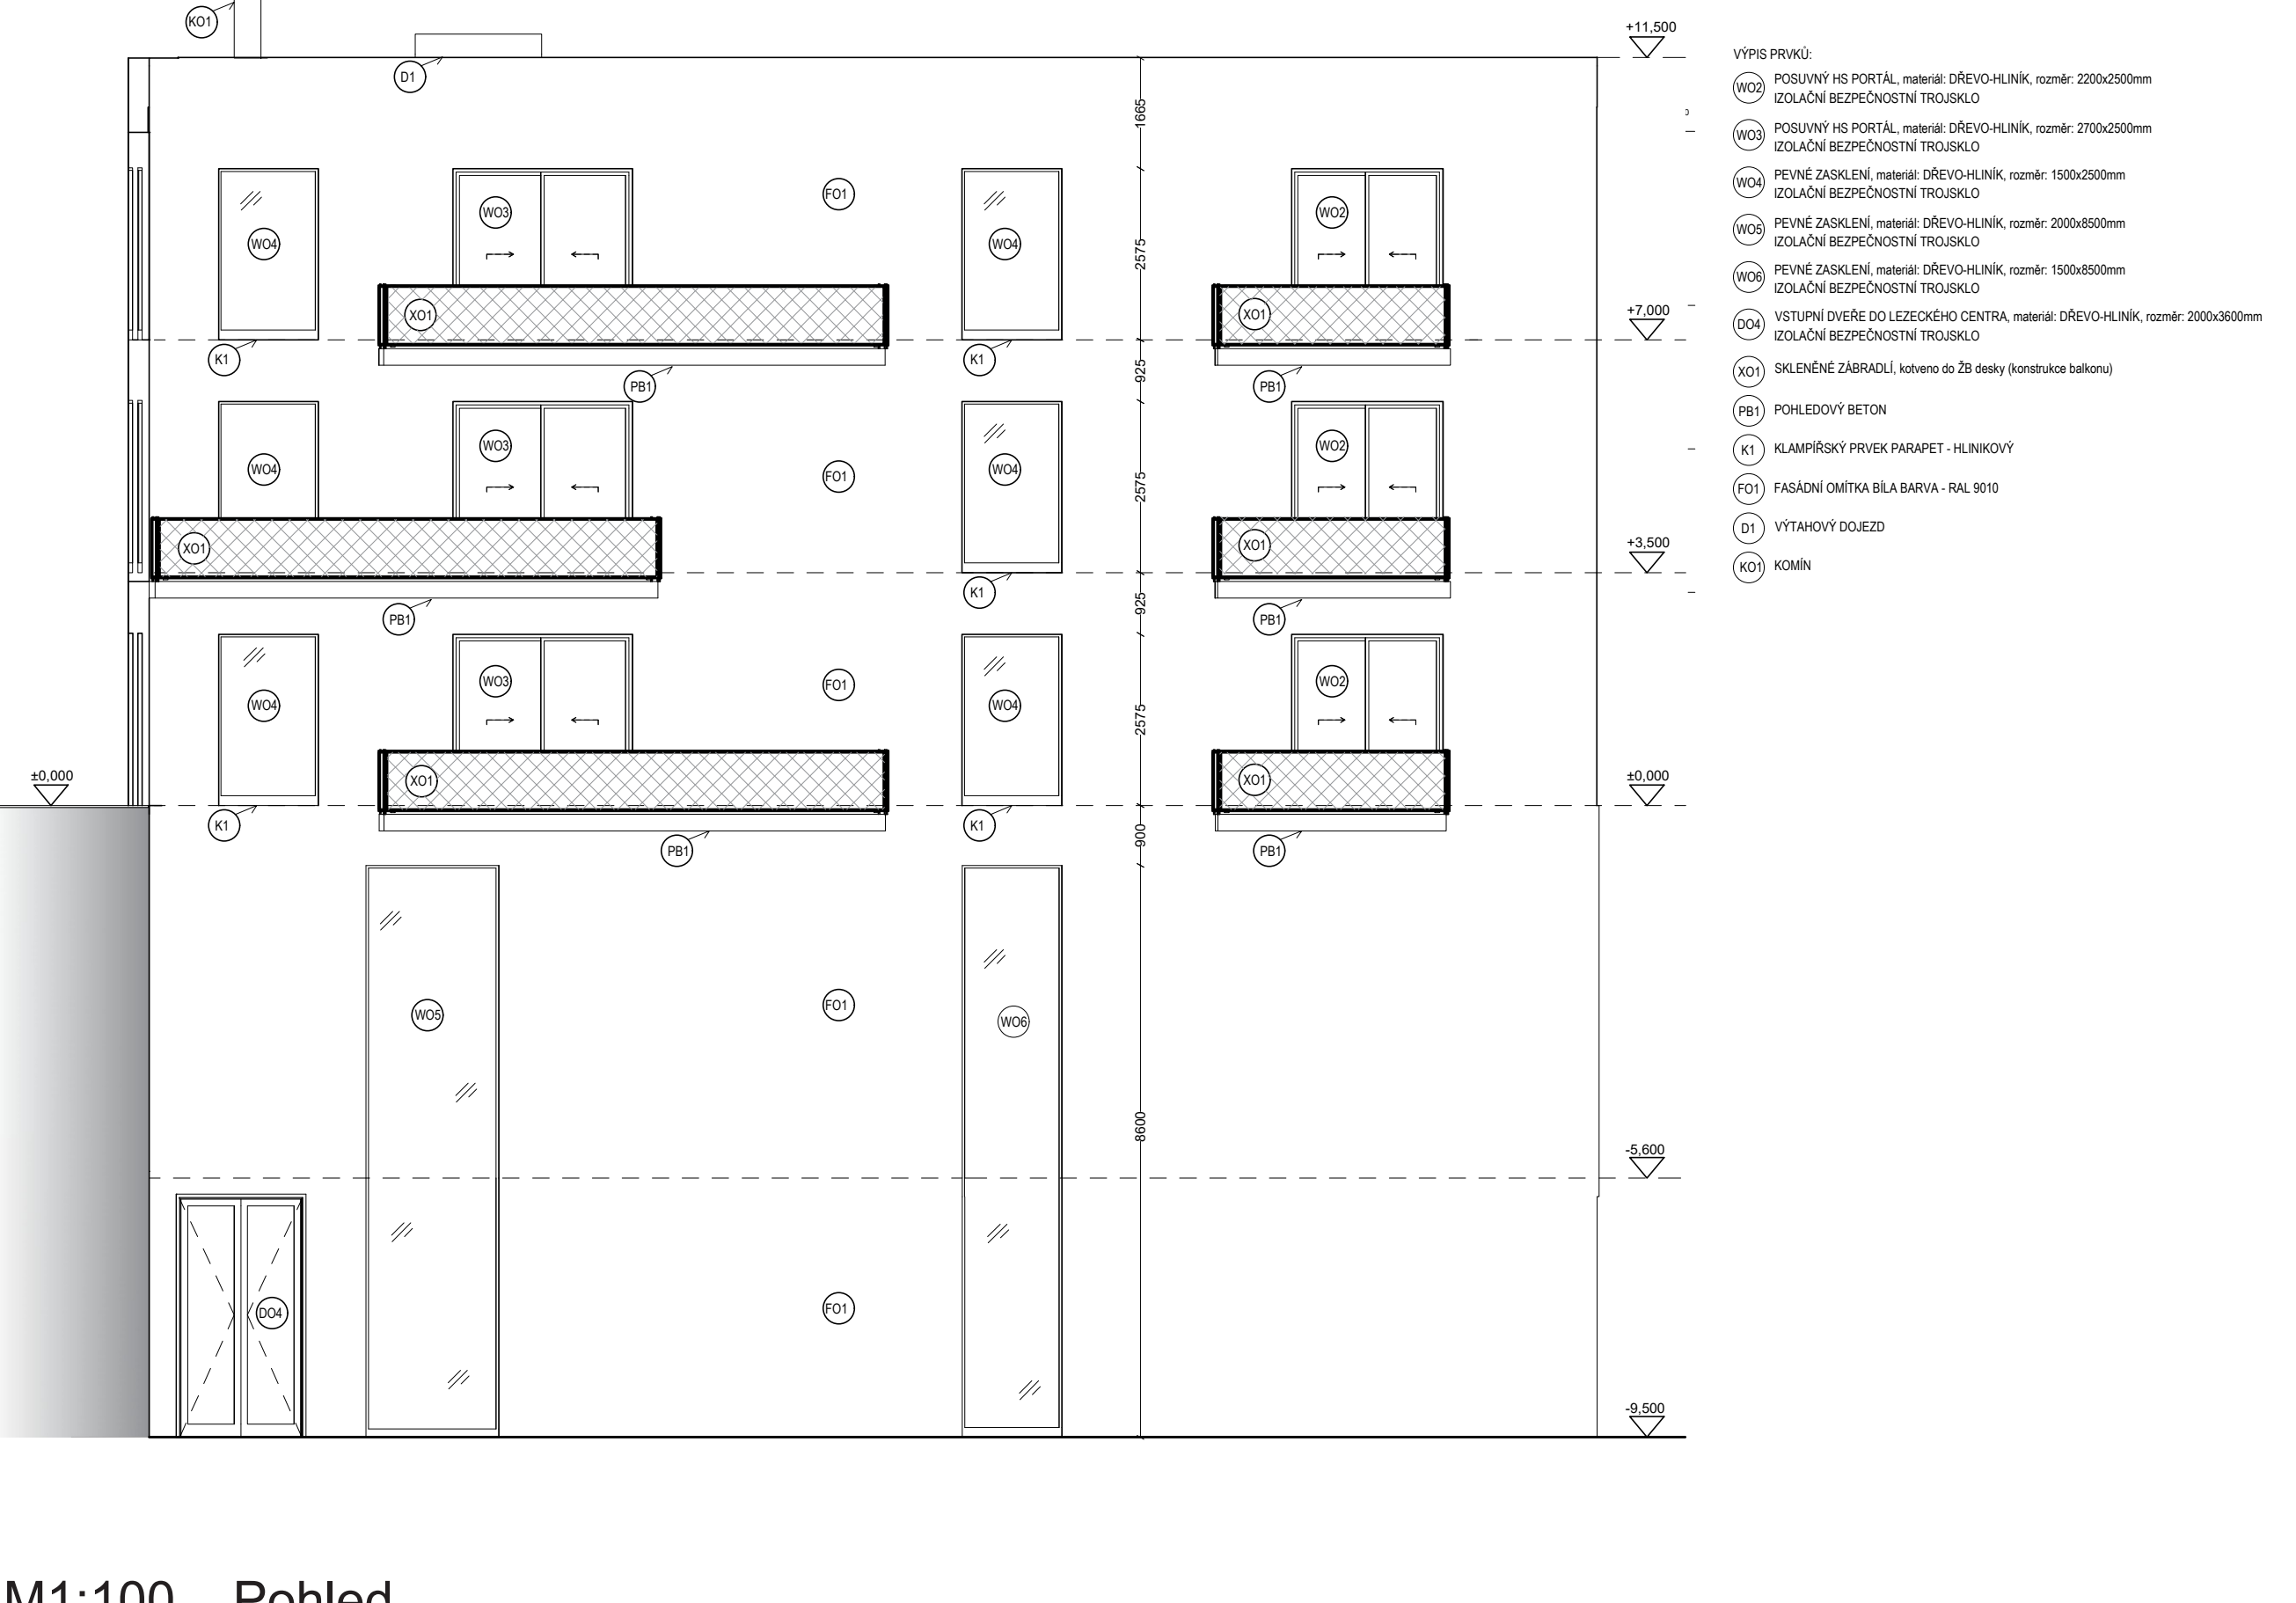 KO1
+11,500
D1
1665
FO1
WO3
WO2
WO4
WO4
2575
+7,000
XO1
XO1
K1
K1
925
PB1
PB1
WO3
WO2
WO4
WO4
FO1
2575
+3,500
XO1
XO1
K1
925
PB1
PB1
WO3
WO2
FO1
WO4
WO4
2575
±0,000
±0,000
XO1
XO1
K1
K1
900
PB1
PB1
FO1
WO5
WO6
8600
-5,600
FO1
DO4
-9,500
VÝPIS PRVKŮ:
WO2 POSUVNÝ HS PORTÁL, materiál: DŘEVO-HLINÍK, rozměr: 2200x2500mm
IZOLAČNÍ BEZPEČNOSTNÍ TROJSKLO
WO3 POSUVNÝ HS PORTÁL, materiál: DŘEVO-HLINÍK, rozměr: 2700x2500mm
IZOLAČNÍ BEZPEČNOSTNÍ TROJSKLO
WO4 PEVNÉ ZASKLENÍ, materiál: DŘEVO-HLINÍK, rozměr: 1500x2500mm
IZOLAČNÍ BEZPEČNOSTNÍ TROJSKLO
WO5 PEVNÉ ZASKLENÍ, materiál: DŘEVO-HLINÍK, rozměr: 2000x8500mm
IZOLAČNÍ BEZPEČNOSTNÍ TROJSKLO
WO6 PEVNÉ ZASKLENÍ, materiál: DŘEVO-HLINÍK, rozměr: 1500x8500mm
IZOLAČNÍ BEZPEČNOSTNÍ TROJSKLO
DO4 VSTUPNÍ DVEŘE DO LEZECKÉHO CENTRA, materiál: DŘEVO-HLINÍK, rozměr: 2000x3600mm
IZOLAČNÍ BEZPEČNOSTNÍ TROJSKLO
XO1 SKLENĚNÉ ZÁBRADLÍ, kotveno do ŽB desky (konstrukce balkonu)
PB1 POHLEDOVÝ BETON
K1 KLAMPÍŘSKÝ PRVEK PARAPET - HLINIKOVÝ
FO1 FASÁDNÍ OMÍTKA BÍLA BARVA - RAL 9010
D1 VÝTAHOVÝ DOJEZD
KO1 KOMÍN
M1:100 Pohled